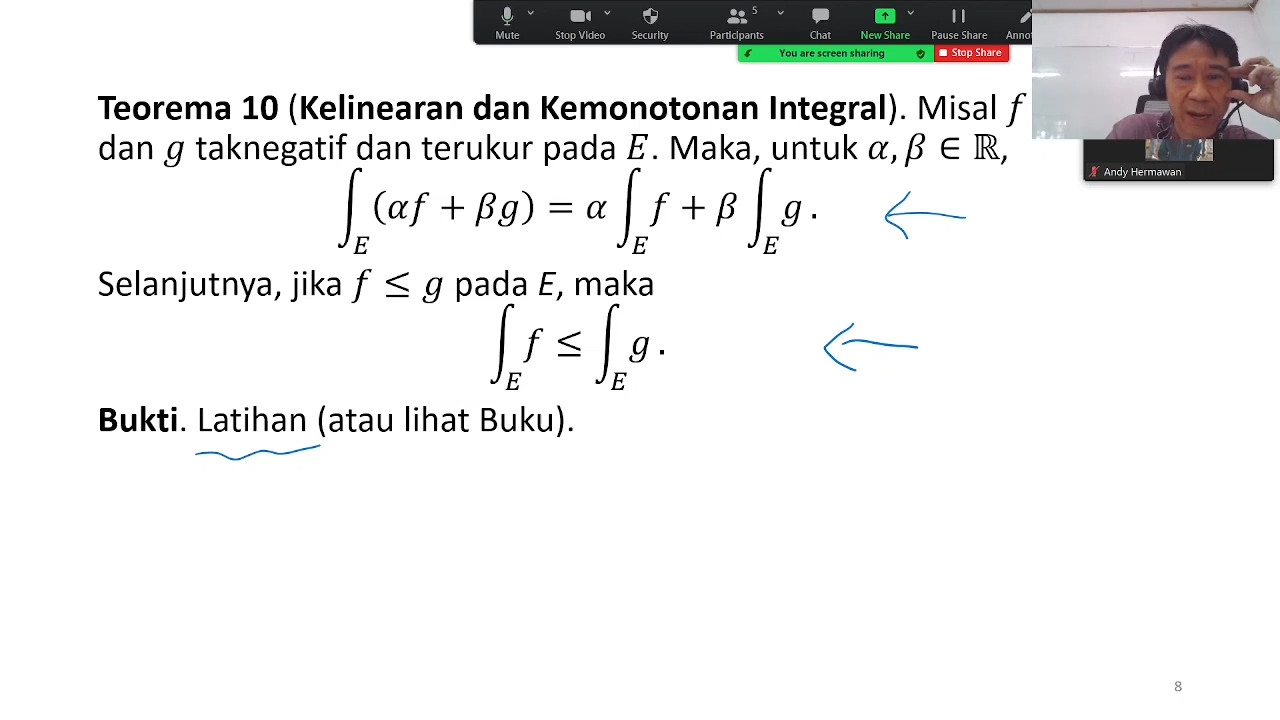 5
Mute
Stop Video
Security
Participants
Chat
New Share
Pause Share
Annot
You are screen sharing
Stop Share
Andy Hermawan
Teorema 10 (Kelinearan dan Kemonotonan Integral). Misal f
dan g taknegatif dan terukur pada E. Maka, untuk α, β ∈ ℝ,
∫_E (αf + βg) = α ∫_E f + β ∫_E g .
Selanjutnya, jika f ≤ g pada E, maka
∫_E f ≤ ∫_E g .
Bukti. Latihan (atau lihat Buku).
8